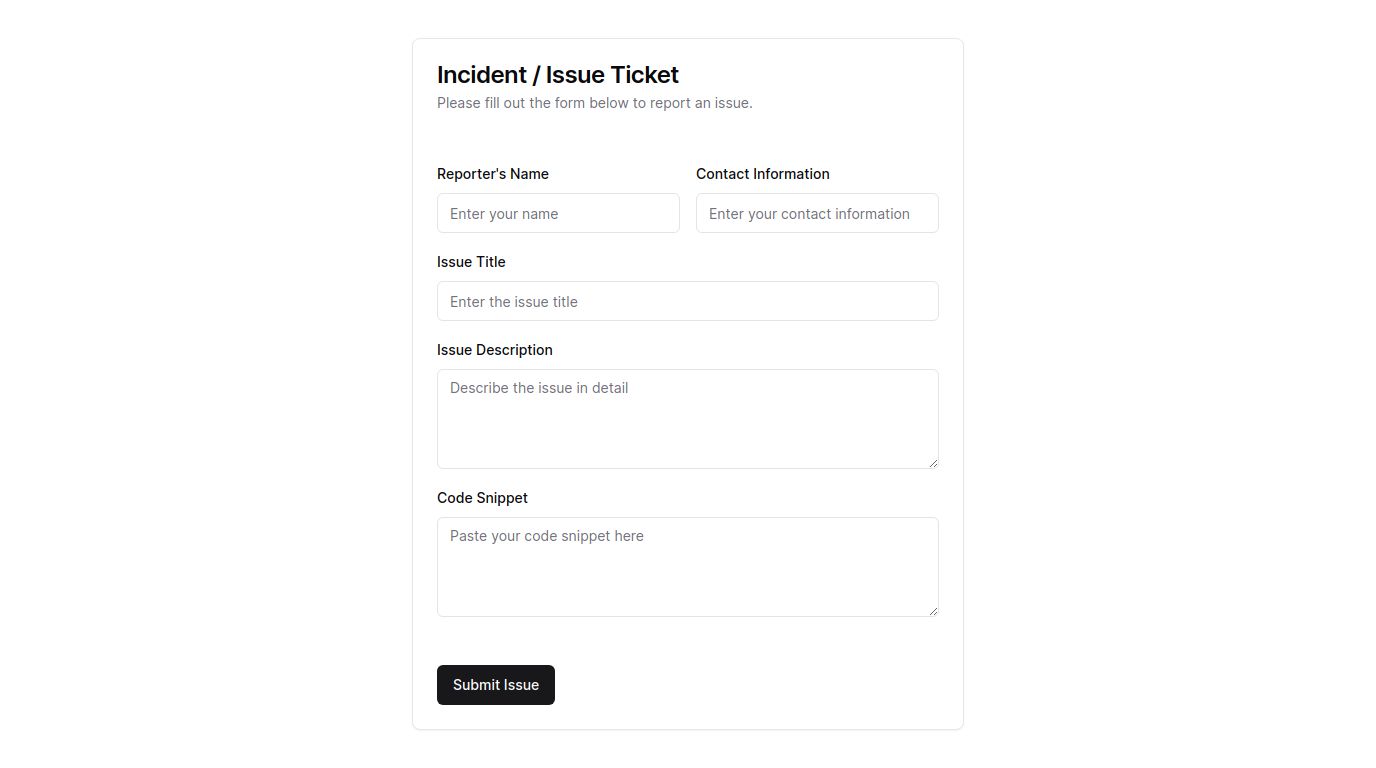 Incident / Issue Ticket
Please fill out the form below to report an issue.
Reporter's Name
Contact Information
Enter your name
Enter your contact information
Issue Title
Enter the issue title
Issue Description
Describe the issue in detail
Code Snippet
Paste your code snippet here
Submit Issue